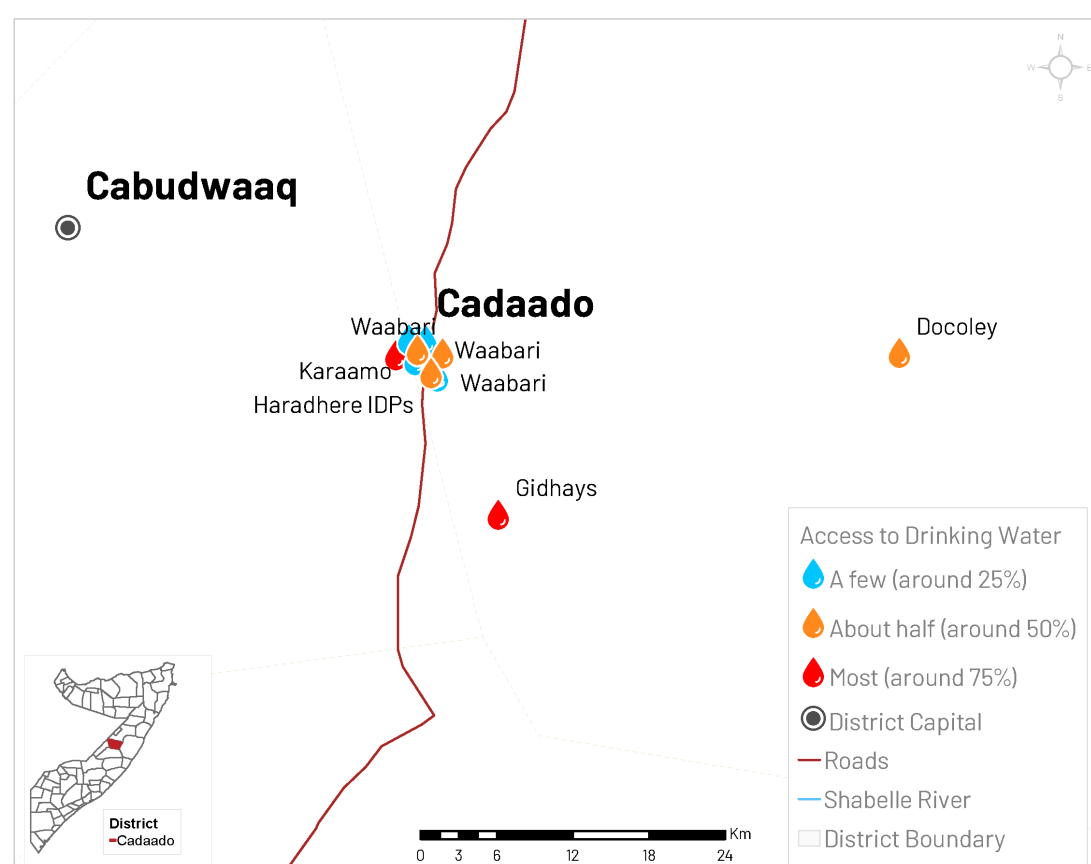 N
W
E
S
Cabudwaaq
Cadaado
Waabari
Docoley
Waabari
Karaamo
Waabari
Haradhere IDPs
Gidhays
Access to Drinking Water
A few (around 25%)
About half (around 50%)
Most (around 75%)
District Capital
Roads
Shabelle River
District Boundary
District
Cadaado
Km
0 3 6 12 18 24